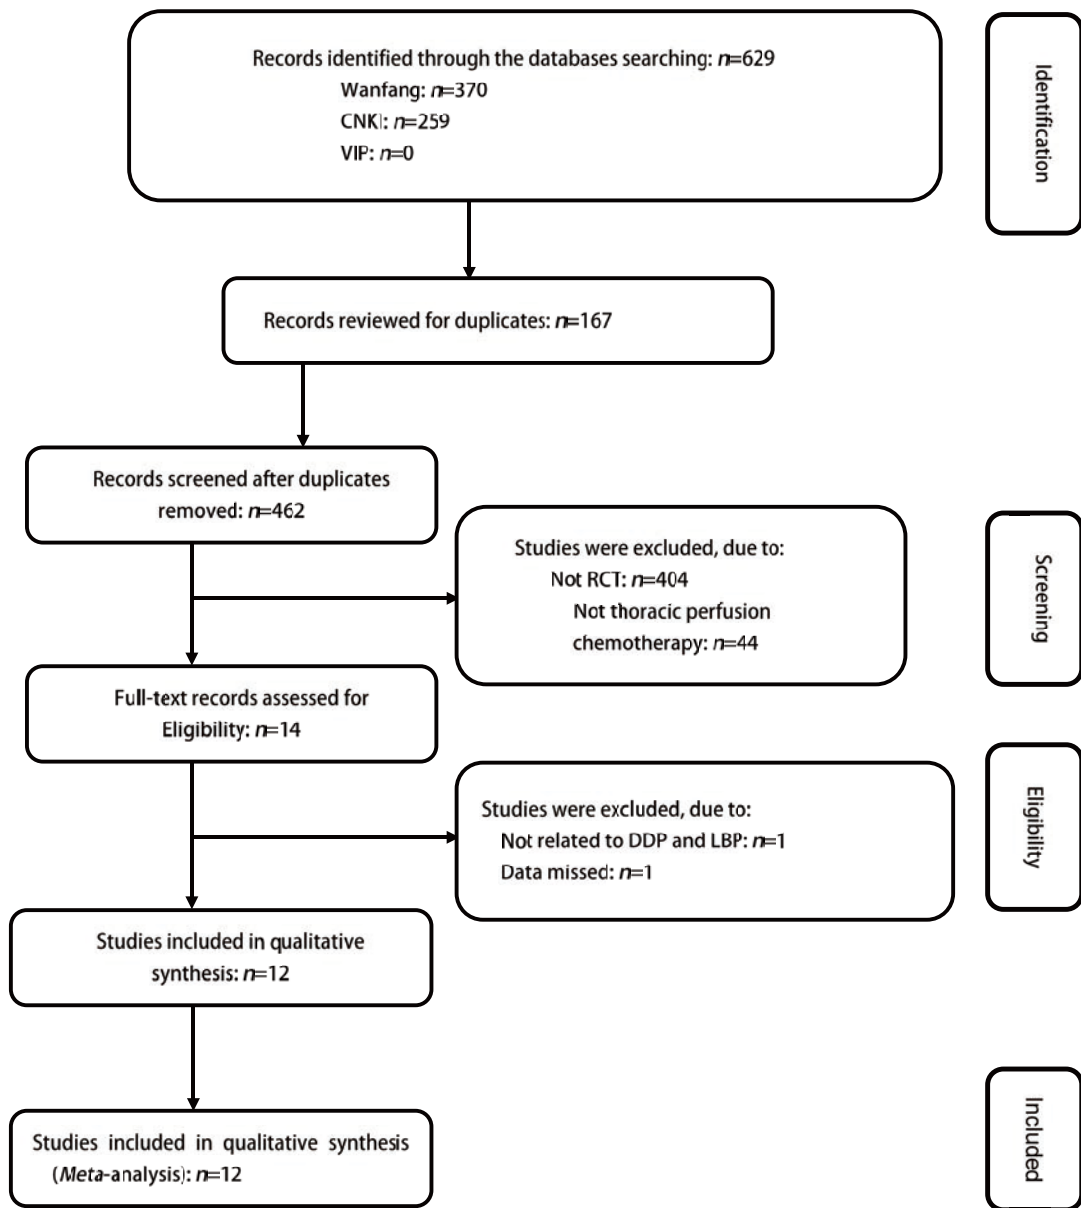 Records identified through the databases searching: n=629
Wanfang: n=370
CNKI: n=259
VIP: n=0
Identification
Records reviewed for duplicates: n=167
Records screened after duplicates
removed: n=462
Studies were excluded, due to:
Not RCT: n=404
Not thoracic perfusion
chemotherapy: n=44
Screening
Full-text records assessed for
Eligibility: n=14
Studies were excluded, due to:
Not related to DDP and LBP: n=1
Data missed: n=1
Eligibility
Studies included in qualitative
synthesis: n=12
Studies included in qualitative synthesis
(Meta-analysis): n=12
Included